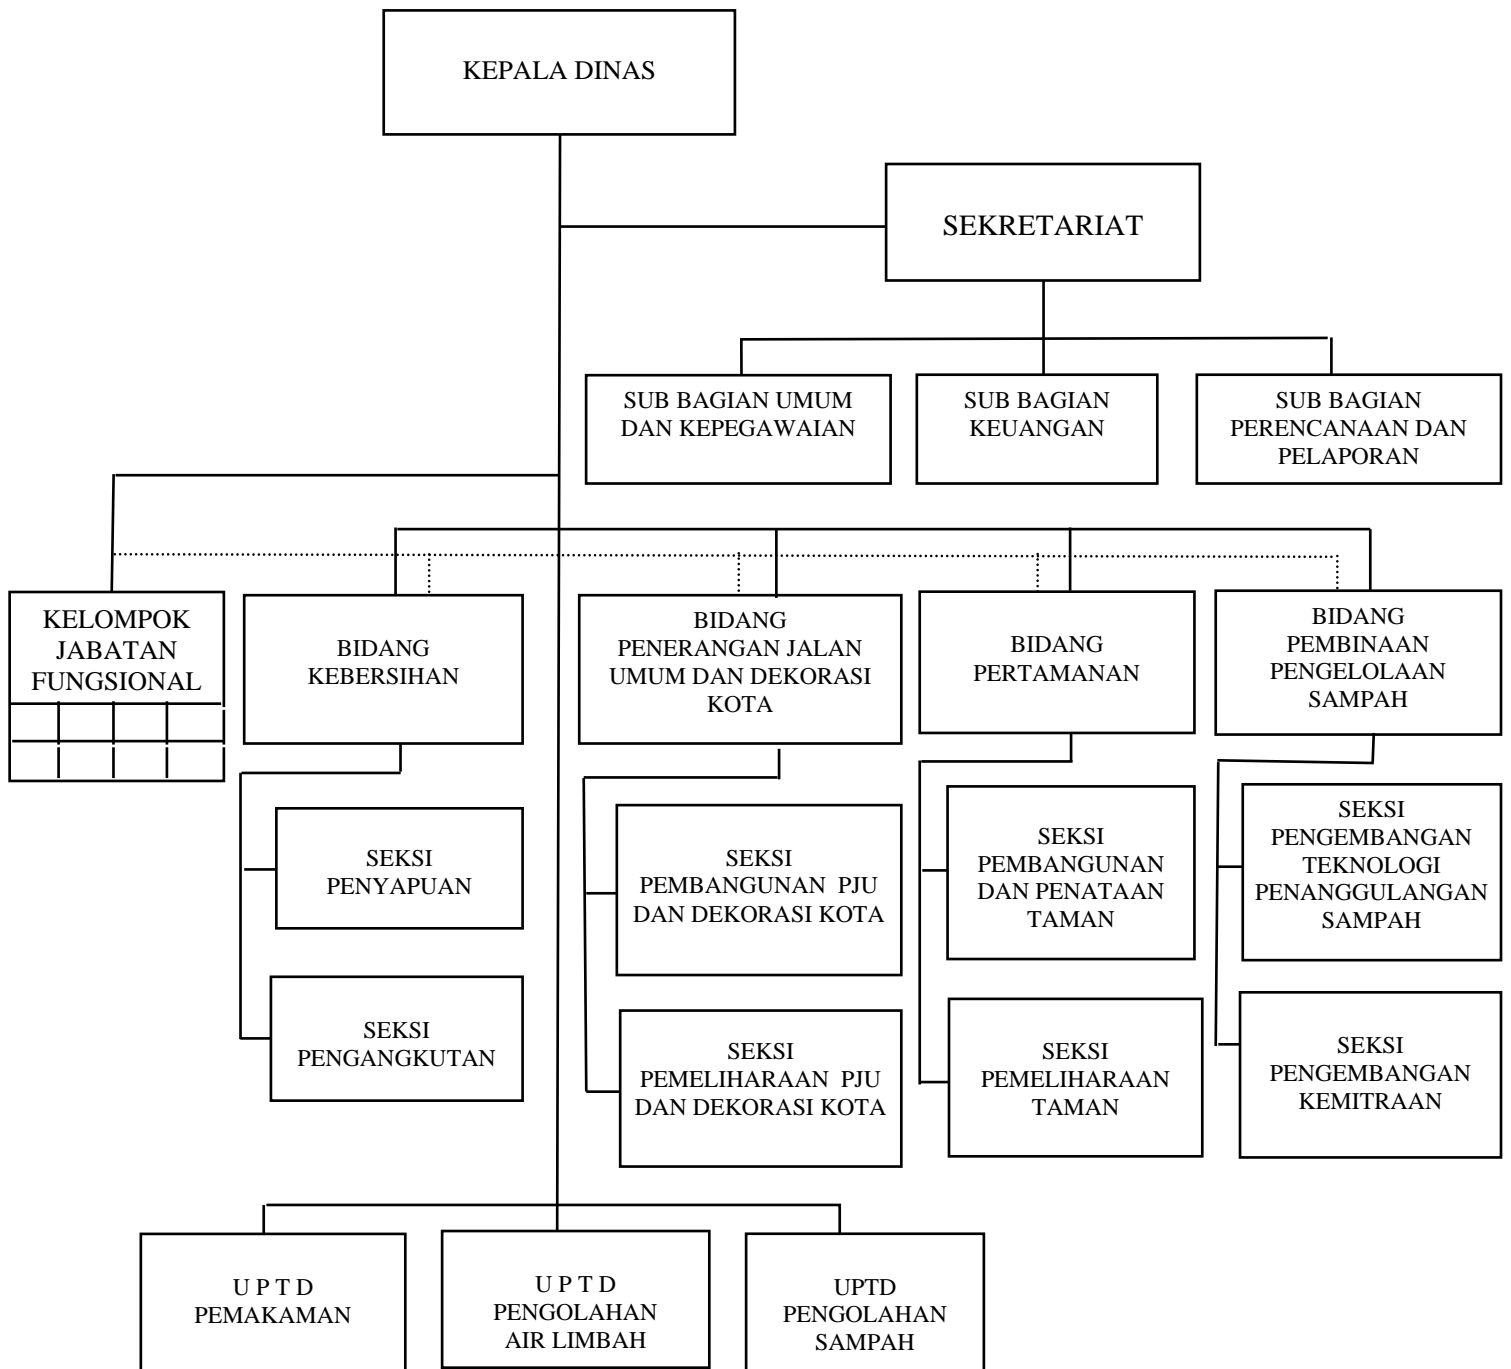 KEPALA DINAS
SEKRETARIAT
SUB BAGIAN UMUM
DAN KEPEGAWAIAN
SUB BAGIAN
KEUANGAN
SUB BAGIAN
PERENCANAAN DAN
PELAPORAN
KELOMPOK
JABATAN
FUNGSIONAL
BIDANG
KEBERSIHAN
BIDANG
PENERANGAN JALAN
UMUM DAN DEKORASI
KOTA
BIDANG
PERTAMANAN
BIDANG
PEMBINAAN
PENGELOLAAN
SAMPAH
SEKSI
PENYAPUAN
SEKSI
PEMBANGUNAN PJU
DAN DEKORASI KOTA
SEKSI
PEMBANGUNAN
DAN PENATAAN
TAMAN
SEKSI
PENGEMBANGAN
TEKNOLOGI
PENANGGULANGAN
SAMPAH
SEKSI
PENGANGKUTAN
SEKSI
PEMELIHARAAN PJU
DAN DEKORASI KOTA
SEKSI
PEMELIHARAAN
TAMAN
SEKSI
PENGEMBANGAN
KEMITRAAN
U P T D
PEMAKAMAN
U P T D
PENGOLAHAN
AIR LIMBAH
UPTD
PENGOLAHAN
SAMPAH